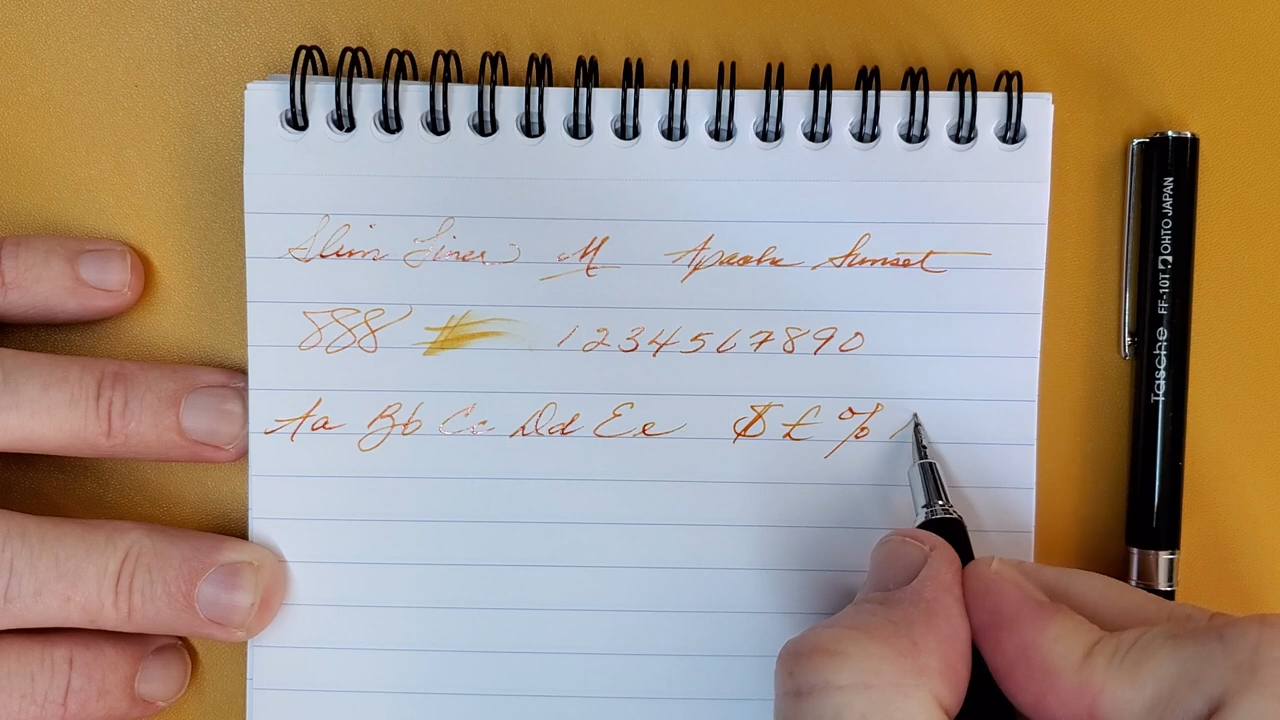 Slim Liner M Apache Sunset
888 1234567890
Aa Bb Cc Dd Ee $ £ %
Tasche FF-10T OHTO JAPAN